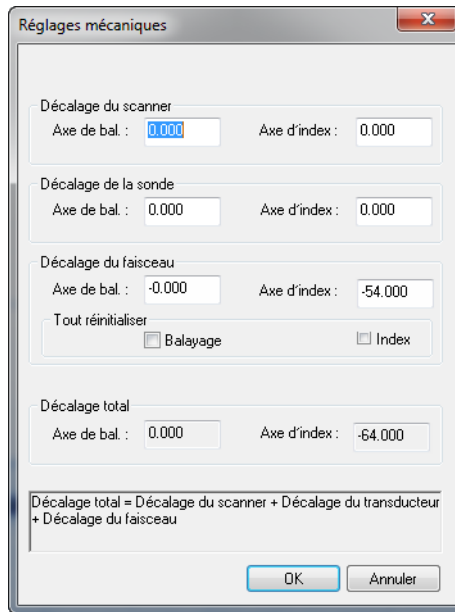 Réglages mécaniques
Décalage du scanner
Axe de bal. : 0.000 Axe d'index : 0.000
Décalage de la sonde
Axe de bal. : 0.000 Axe d'index : 0.000
Décalage du faisceau
Axe de bal. : -0.000 Axe d'index : -54.000
Tout réinitialiser
Balayage Index
Décalage total
Axe de bal. : 0.000 Axe d'index : -64.000
Décalage total = Décalage du scanner + Décalage du transducteur
+ Décalage du faisceau
OK Annuler